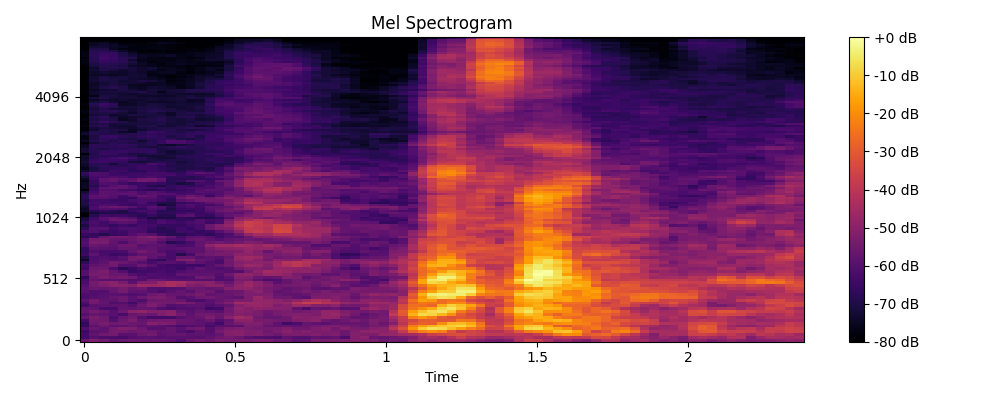 Mel Spectrogram
Hz
4096
2048
1024
512
0
0 0.5 1 1.5 2
Time
+0 dB
-10 dB
-20 dB
-30 dB
-40 dB
-50 dB
-60 dB
-70 dB
-80 dB